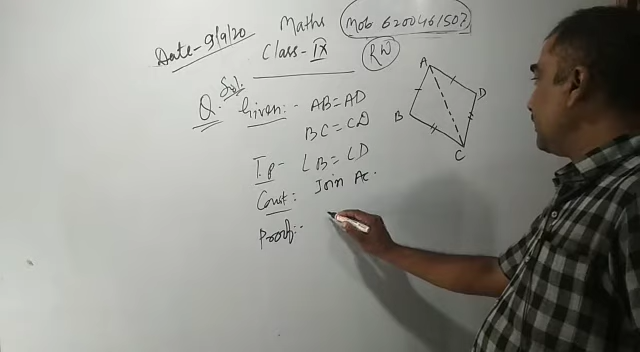 Maths
Mob 6200461507
Date-9/9/20
Class-IX
RW
Sol.
Q. Given:- AB=AD
BC=CD
T.P- ∠B=∠D
Const: Join AC.
Proof:-
A
B
D
C